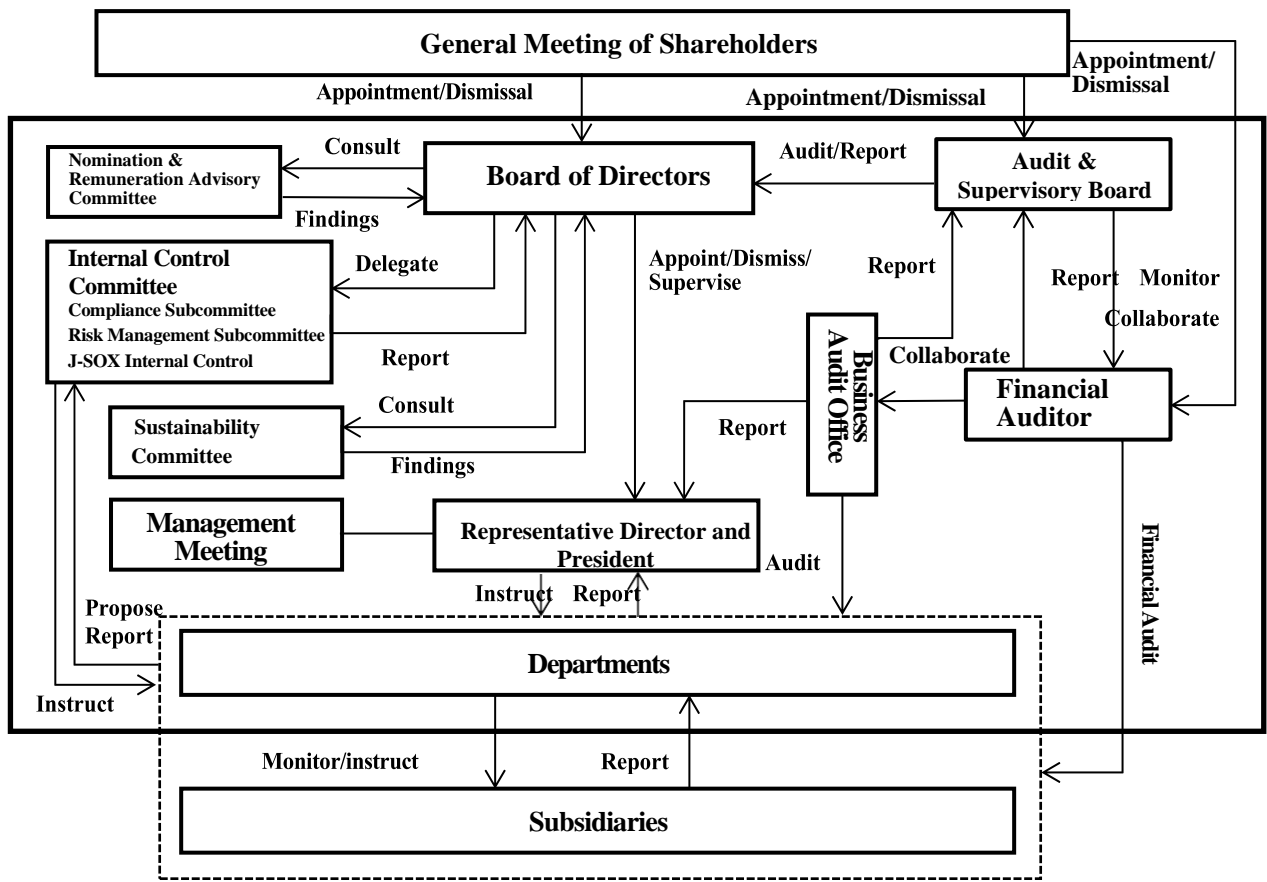 General Meeting of Shareholders
Appointment/Dismissal
Appointment/Dismissal
Appointment/
Dismissal
Nomination &
Remuneration Advisory
Committee
Consult
Findings
Board of Directors
Audit/Report
Audit &
Supervisory Board
Internal Control
Committee
Compliance Subcommittee
Risk Management Subcommittee
J-SOX Internal Control
Delegate
Report
Appoint/Dismiss/
Supervise
Report
Report
Monitor
Collaborate
Business
Audit Office
Collaborate
Financial
Auditor
Sustainability
Committee
Consult
Findings
Report
Management
Meeting
Representative Director and
President
Audit
Instruct
Report
Financial Audit
Propose
Report
Instruct
Departments
Monitor/instruct
Report
Subsidiaries